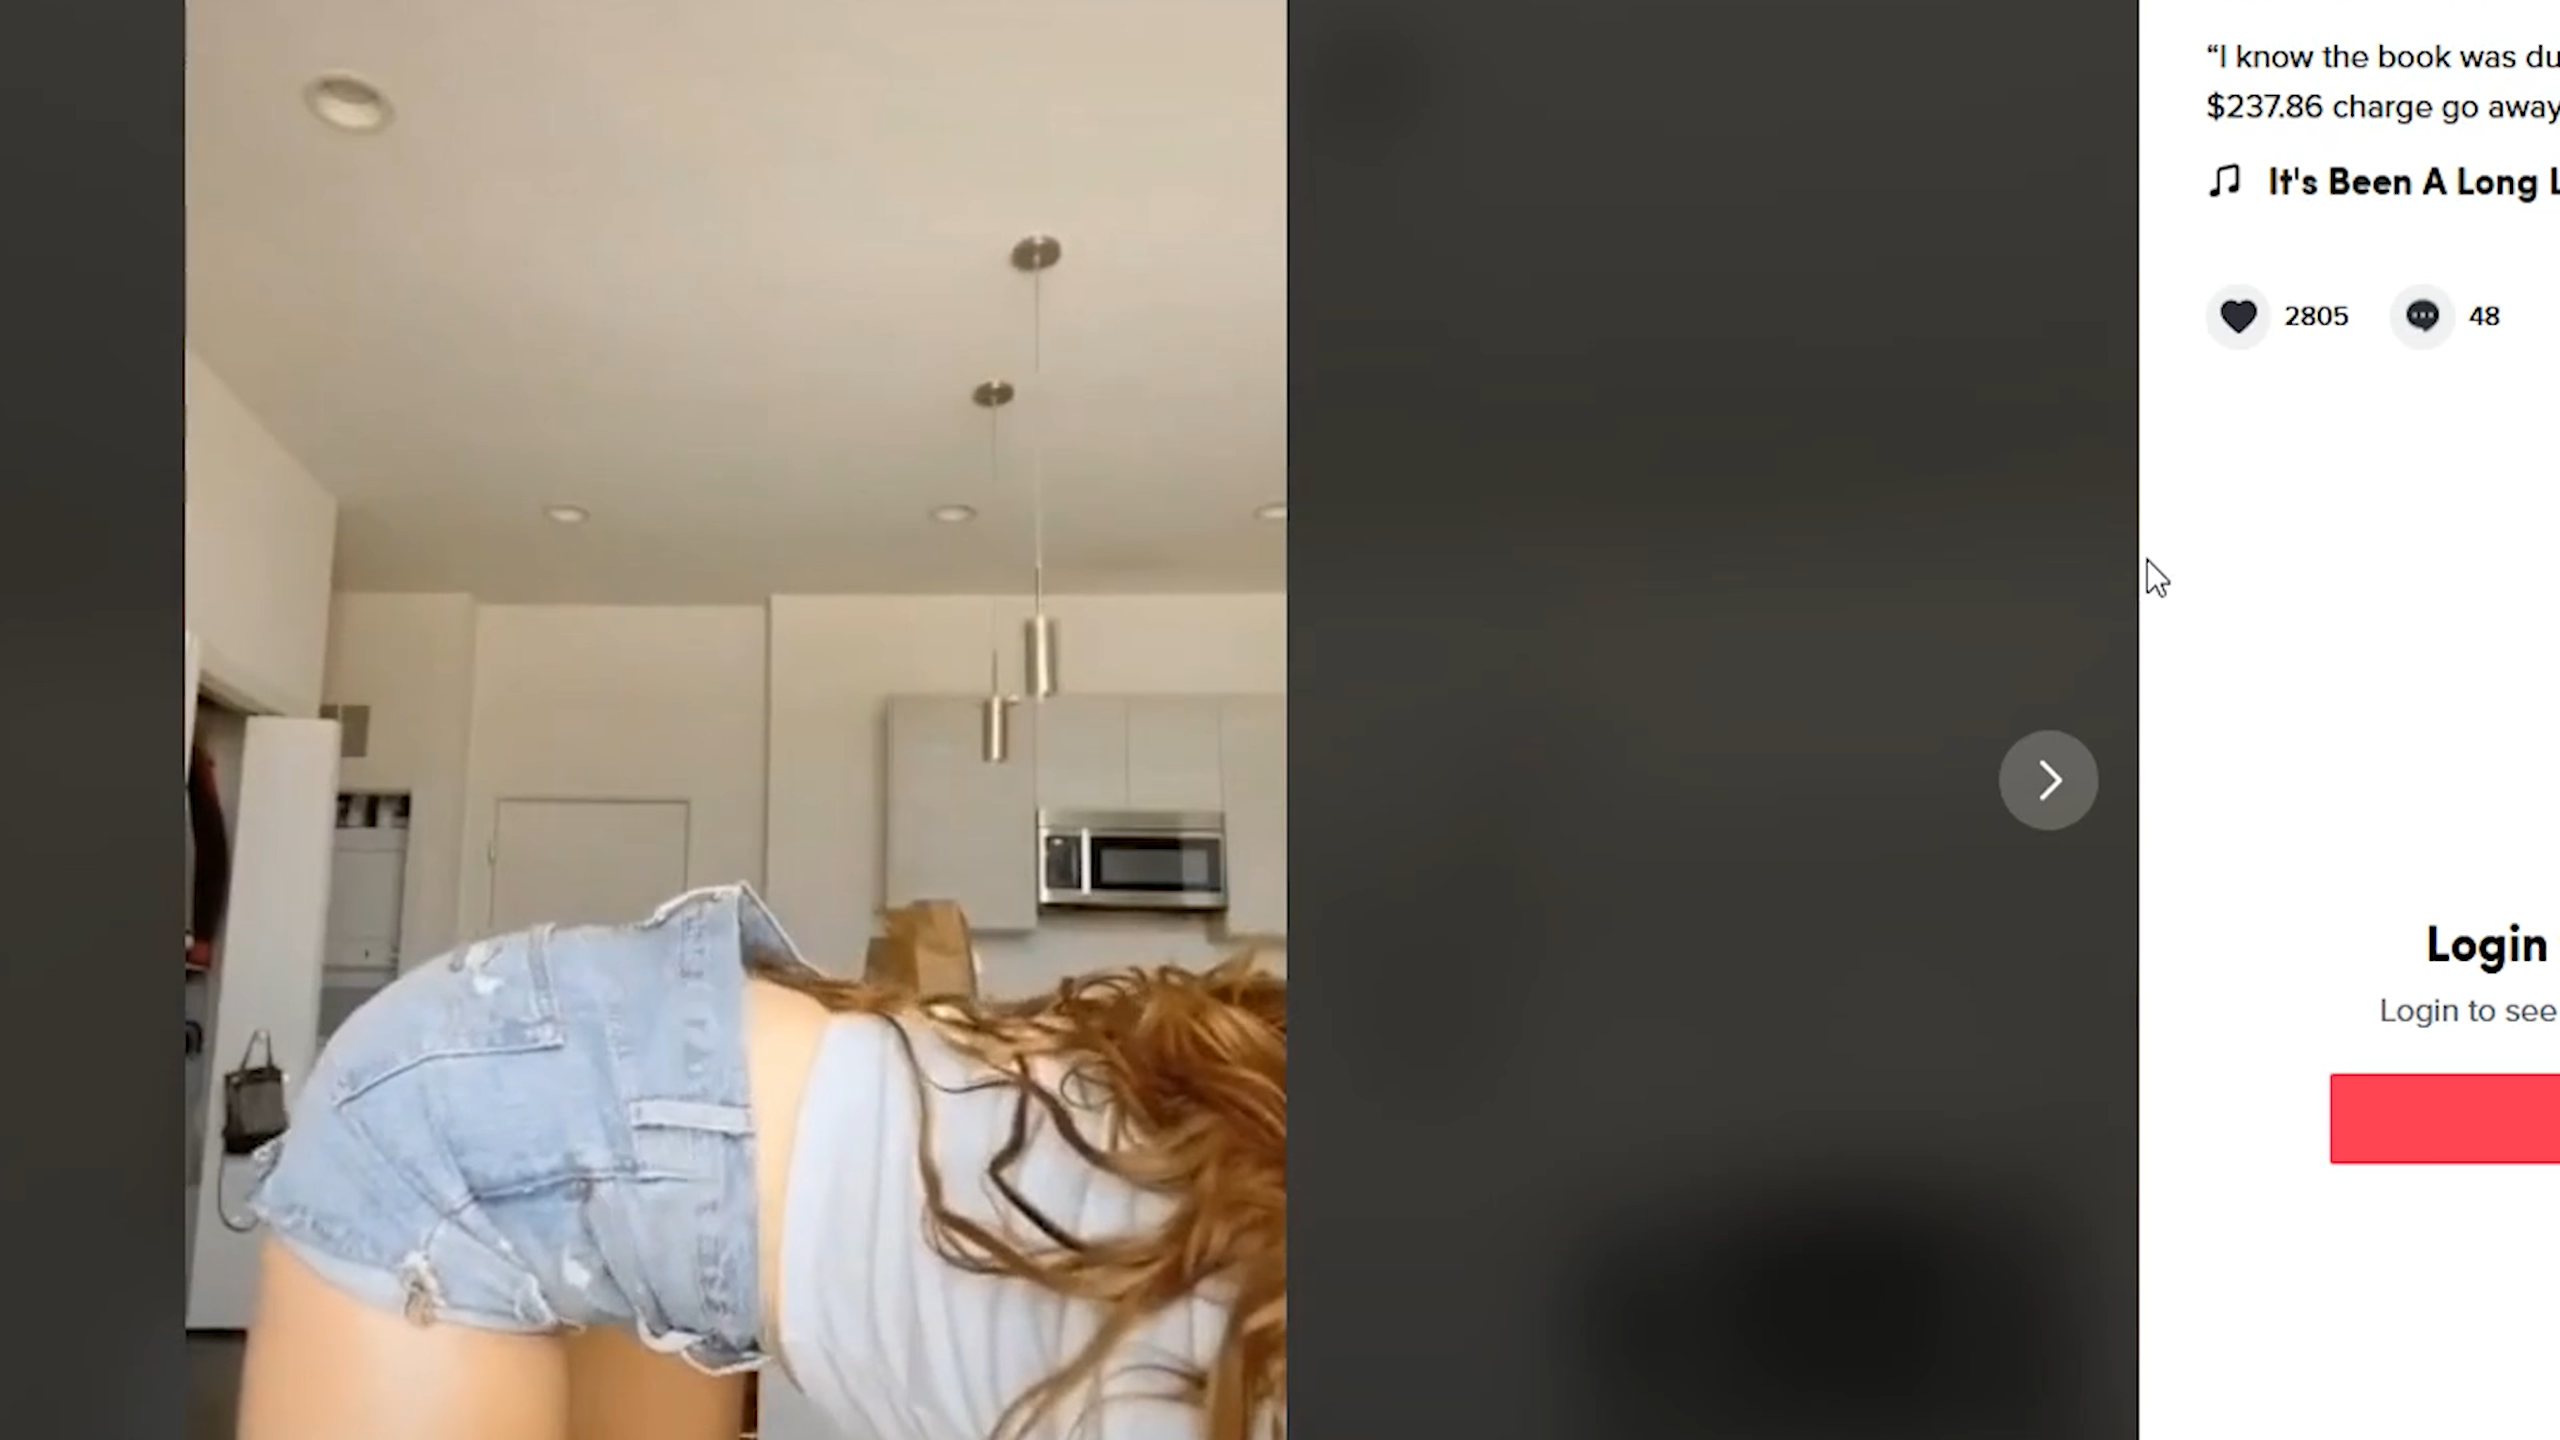 “I know the book was du
$237.86 charge go away
It's Been A Long L
2805
48
Login
Login to see